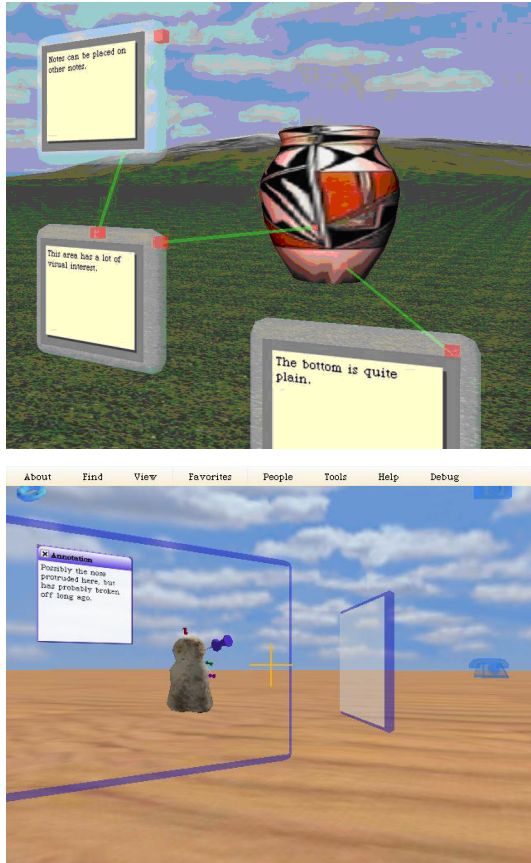 Notes can be placed on
other notes.
This area has a lot of
visual interest.
The bottom is quite
plain.
About Find View Favorites People Tools Help Debug
Annotation
Possibly the nose
protruded here, but
has probably broken
off long ago.